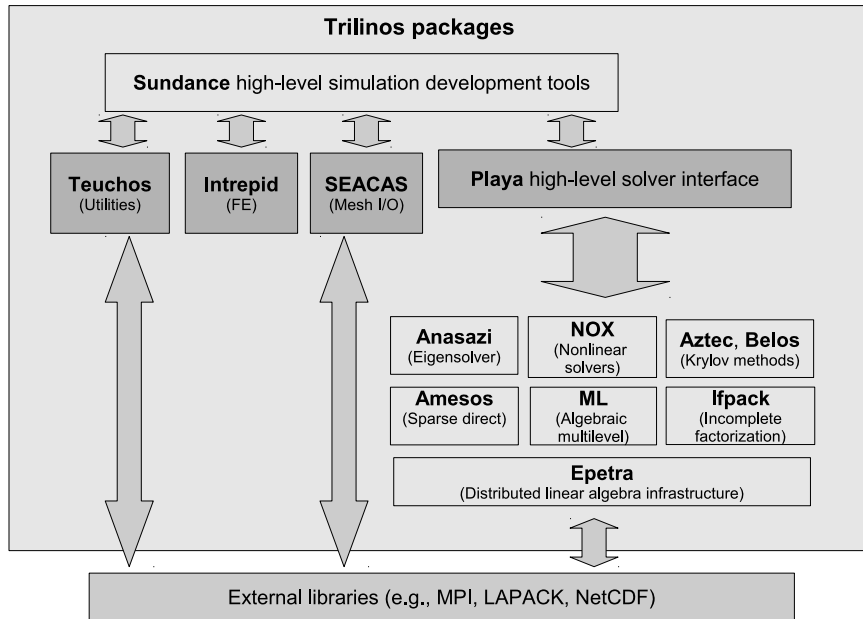 Trilinos packages
Sundance high-level simulation development tools
Teuchos
(Utilities)
Intrepid
(FE)
SEACAS
(Mesh I/O)
Playa high-level solver interface
Anasazi
(Eigensolver)
NOX
(Nonlinear
solvers)
Aztec, Belos
(Krylov methods)
Amesos
(Sparse direct)
ML
(Algebraic
multilevel)
Ifpack
(Incomplete
factorization)
Epetra
(Distributed linear algebra infrastructure)
External libraries (e.g., MPI, LAPACK, NetCDF)